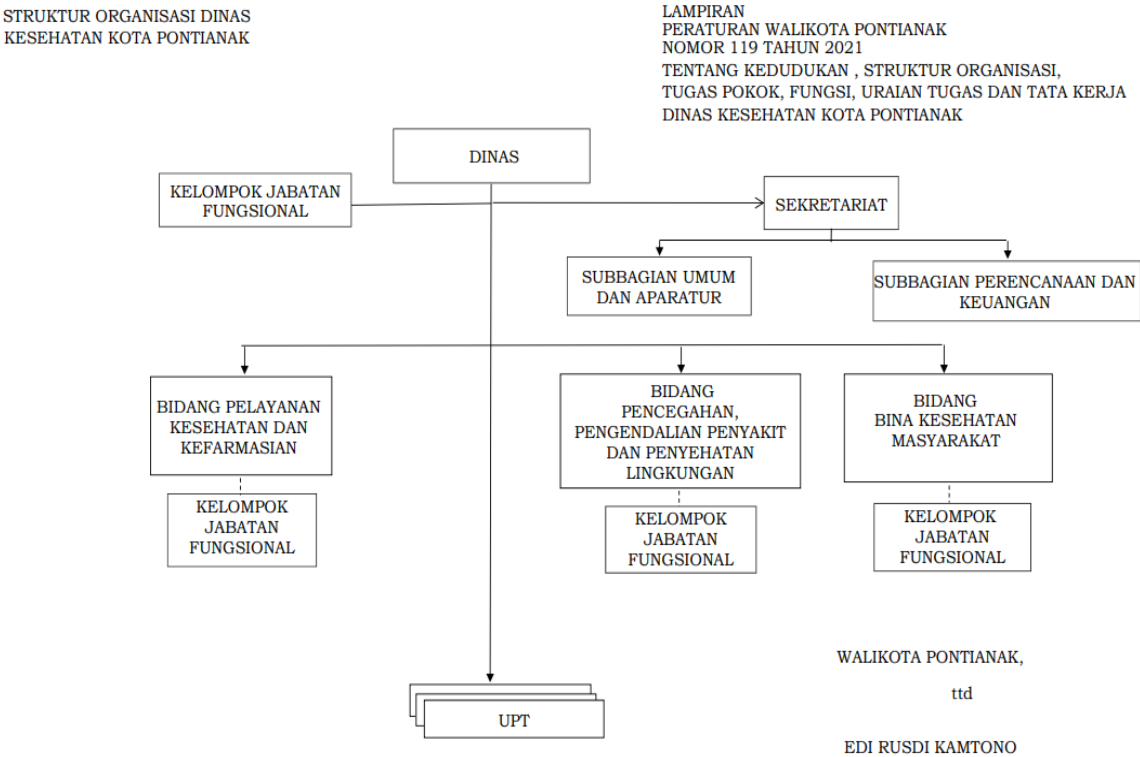 STRUKTUR ORGANISASI DINAS
KESEHATAN KOTA PONTIANAK
LAMPIRAN
PERATURAN WALIKOTA PONTIANAK
NOMOR 119 TAHUN 2021
TENTANG KEDUDUKAN , STRUKTUR ORGANISASI,
TUGAS POKOK, FUNGSI, URAIAN TUGAS DAN TATA KERJA
DINAS KESEHATAN KOTA PONTIANAK
DINAS
KELOMPOK JABATAN
FUNGSIONAL
SEKRETARIAT
SUBBAGIAN UMUM
DAN APARATUR
SUBBAGIAN PERENCANAAN DAN
KEUANGAN
BIDANG PELAYANAN
KESEHATAN DAN
KEFARMASIAN
BIDANG
PENCEGAHAN,
PENGENDALIAN PENYAKIT
DAN PENYEHATAN
LINGKUNGAN
BIDANG
BINA KESEHATAN
MASYARAKAT
KELOMPOK
JABATAN
FUNGSIONAL
KELOMPOK
JABATAN
FUNGSIONAL
KELOMPOK
JABATAN
FUNGSIONAL
UPT
WALIKOTA PONTIANAK,
ttd
EDI RUSDI KAMTONO